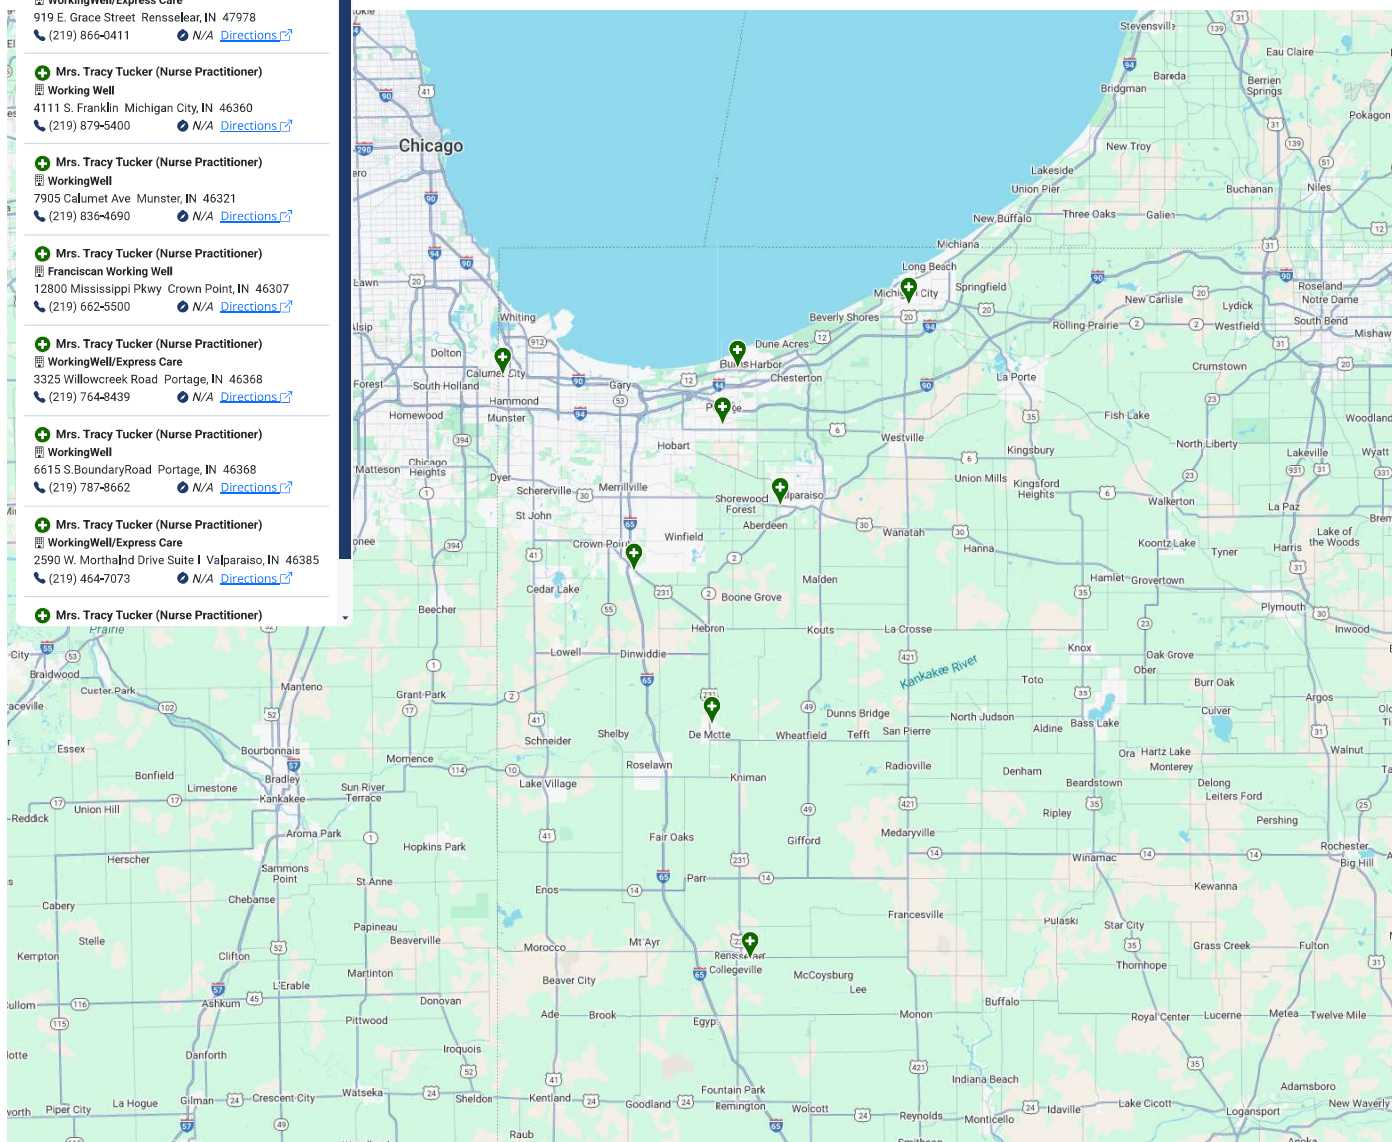 WorkingWell/Express Care
919 E. Grace Street Rensselear, IN 47978
(219) 866-0411 N/A Directions
Mrs. Tracy Tucker (Nurse Practitioner)
Working Well
4111 S. Franklin Michigan City, IN 46360
(219) 879-5400 N/A Directions
Mrs. Tracy Tucker (Nurse Practitioner)
WorkingWell
7905 Calumet Ave Munster, IN 46321
(219) 836-4690 N/A Directions
Mrs. Tracy Tucker (Nurse Practitioner)
Franciscan Working Well
12800 Mississippi Pkwy Crown Point, IN 46307
(219) 662-5500 N/A Directions
Mrs. Tracy Tucker (Nurse Practitioner)
WorkingWell/Express Care
3325 Willowcreek Road Portage, IN 46368
(219) 764-8439 N/A Directions
Mrs. Tracy Tucker (Nurse Practitioner)
WorkingWell
6615 S.BoundaryRoad Portage, IN 46368
(219) 787-8662 N/A Directions
Mrs. Tracy Tucker (Nurse Practitioner)
WorkingWell/Express Care
2590 W. Morthalnd Drive Suite I Valparaiso, IN 46385
(219) 464-7073 N/A Directions
Mrs. Tracy Tucker (Nurse Practitioner)
Stevensville
Eau Claire
Baroda
Berrien
Springs
Bridgman
Pokagon
Chicago
New Troy
Lakeside
Union Pier
Buchanan
Niles
New Buffalo
Three Oaks
Galien
Michiana
Long Beach
Springfield
Michigan City
New Carlisle
Lydick
Roseland
Notre Dame
South Bend
Mishaw
Whiting
Beverly Shores
Rolling Prairie
Westfield
Dolton
Calumet City
Dune Acres
Burns Harbor
Chesterton
Crumstown
South Holland
Gary
La Porte
Hammond
Munster
Homewood
Portage
Fish Lake
Woodland
Hobart
Westville
Kingsbury
North Liberty
Lakeville
Wyatt
Matteson
Chicago
Heights
Dyer
Schererville
Merrillville
Shorewood
Forest
Valparaiso
Union Mills
Kingsford
Heights
Walkerton
La Paz
St John
Aberdeen
Wanatah
Crown Point
Winfield
Hanna
Koontz Lake
Tyner
Harris
Lake of
the Woods
Cedar Lake
Malden
Hamlet
Grovertown
Beecher
Boone Grove
Plymouth
Prairie
Hebron
Kouts
La Crosse
Inwood
Lowell
Dinwiddie
Knox
Oak Grove
Ober
Braidwood
Kankakee River
Toto
Burr Oak
Custer Park
Manteno
Grant Park
Argos
Schneider
Shelby
De Motte
Dunns Bridge
Wheatfield
Tefft
San Pierre
North Judson
Aldine
Bass Lake
Culver
Essex
Bourbonnais
Momence
Roselawn
Ora
Hartz Lake
Monterey
Walnut
Bonfield
Limestone
Bradley
Sun River
Terrace
Lake Village
Kniman
Radioville
Denham
Beardstown
Delong
Leiters Ford
Union Hill
Kankakee
Reddick
Aroma Park
Fair Oaks
Gifford
Medaryville
Ripley
Pershing
Hopkins Park
Rochester
Herscher
Sammons
Point
Winamac
Big Hill
St Anne
Enos
Parr
Kewanna
Chebanse
Cabery
Francesville
Pulaski
Star City
Papineau
Stelle
Beaverville
Morocco
Mt Ayr
Rensselaer
Grass Creek
Fulton
Kempton
Clifton
Martinton
Beaver City
Collegeville
McCoysburg
Lee
Thornhope
L'Erable
Ashkum
Donovan
Buffalo
Ade
Brook
Egypt
Monon
Royal Center
Lucerne
Metea
Twelve Mile
Pittwood
Danforth
Iroquois
Indiana Beach
Adamsboro
Piper City
La Hogue
Gilman
Crescent City
Watseka
Sheldon
Kentland
Goodland
Fountain Park
Remington
Wolcott
Reynolds
Monticello
Idaville
Lake Cicott
Logansport
New Waverly
Raub